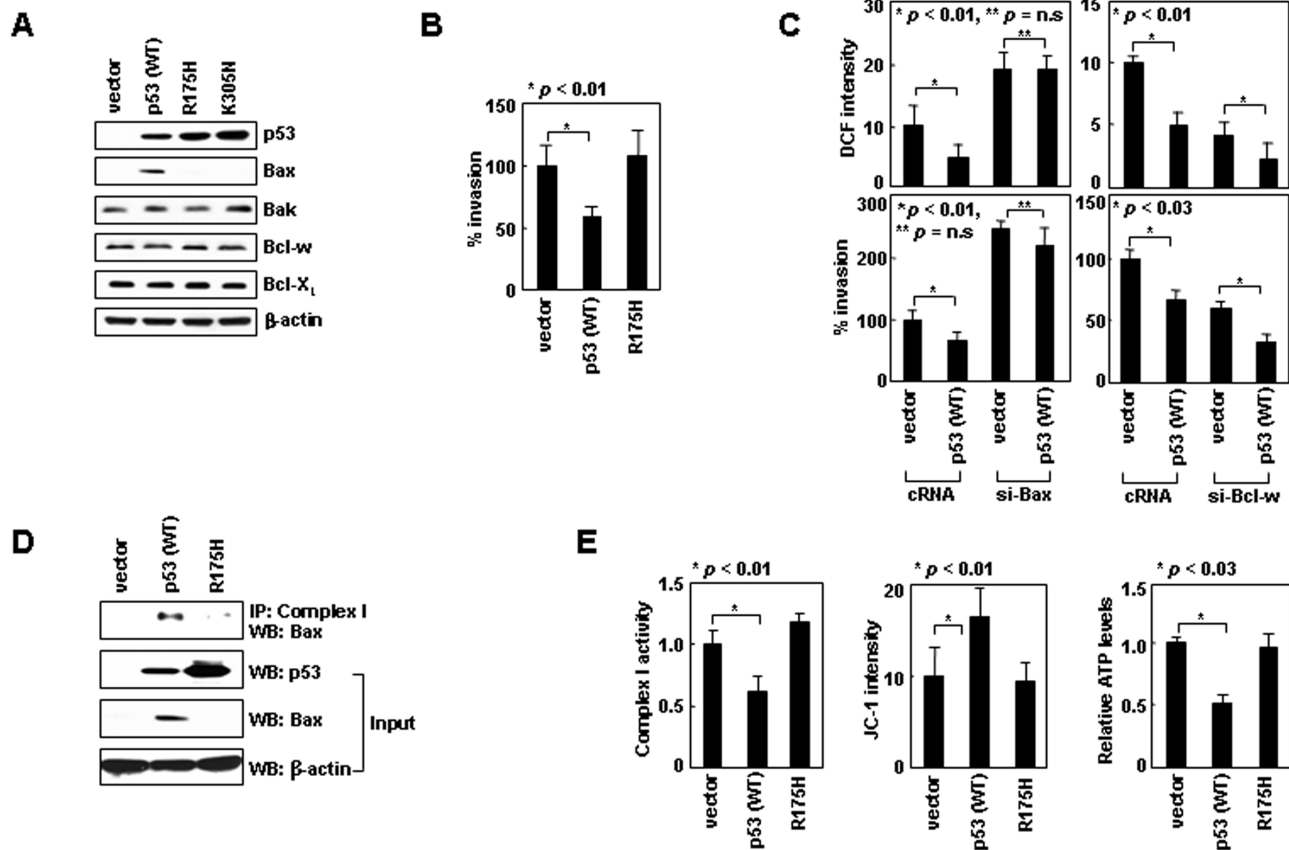 A
vector
p53 (WT)
R175H
K305N
p53
Bax
Bak
Bcl-w
Bcl-XL
β-actin
B
* p < 0.01
% invasion
150
100
50
0
*
vector
p53 (WT)
R175H
C
DCF intensity
30
20
10
0
* p < 0.01, ** p = n.s
*
**
15
10
5
0
* p < 0.01
*
*
% invasion
300
200
100
0
* p < 0.01,
** p = n.s
*
**
150
100
50
0
* p < 0.03
*
*
vector
p53 (WT)
vector
p53 (WT)
cRNA
si-Bax
vector
p53 (WT)
vector
p53 (WT)
cRNA
si-Bcl-w
D
vector
p53 (WT)
R175H
IP: Complex I
WB: Bax
WB: p53
WB: Bax
WB: β-actin
Input
E
* p < 0.01
Complex I activity
1.5
1.0
0.5
0
*
vector
p53 (WT)
R175H
* p < 0.01
JC-1 intensity
20
10
0
*
vector
p53 (WT)
R175H
* p < 0.03
Relative ATP levels
1.5
1.0
0.5
0
*
vector
p53 (WT)
R175H